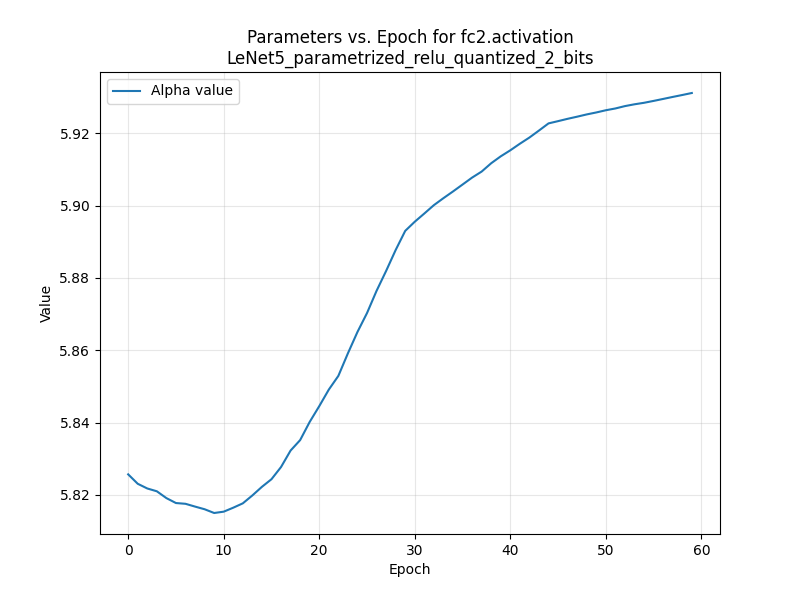 Parameters vs. Epoch for fc2.activation
LeNet5_parametrized_relu_quantized_2_bits
Alpha value
5.92
5.90
5.88
5.86
5.84
5.82
Value
0
10
20
30
40
50
60
Epoch